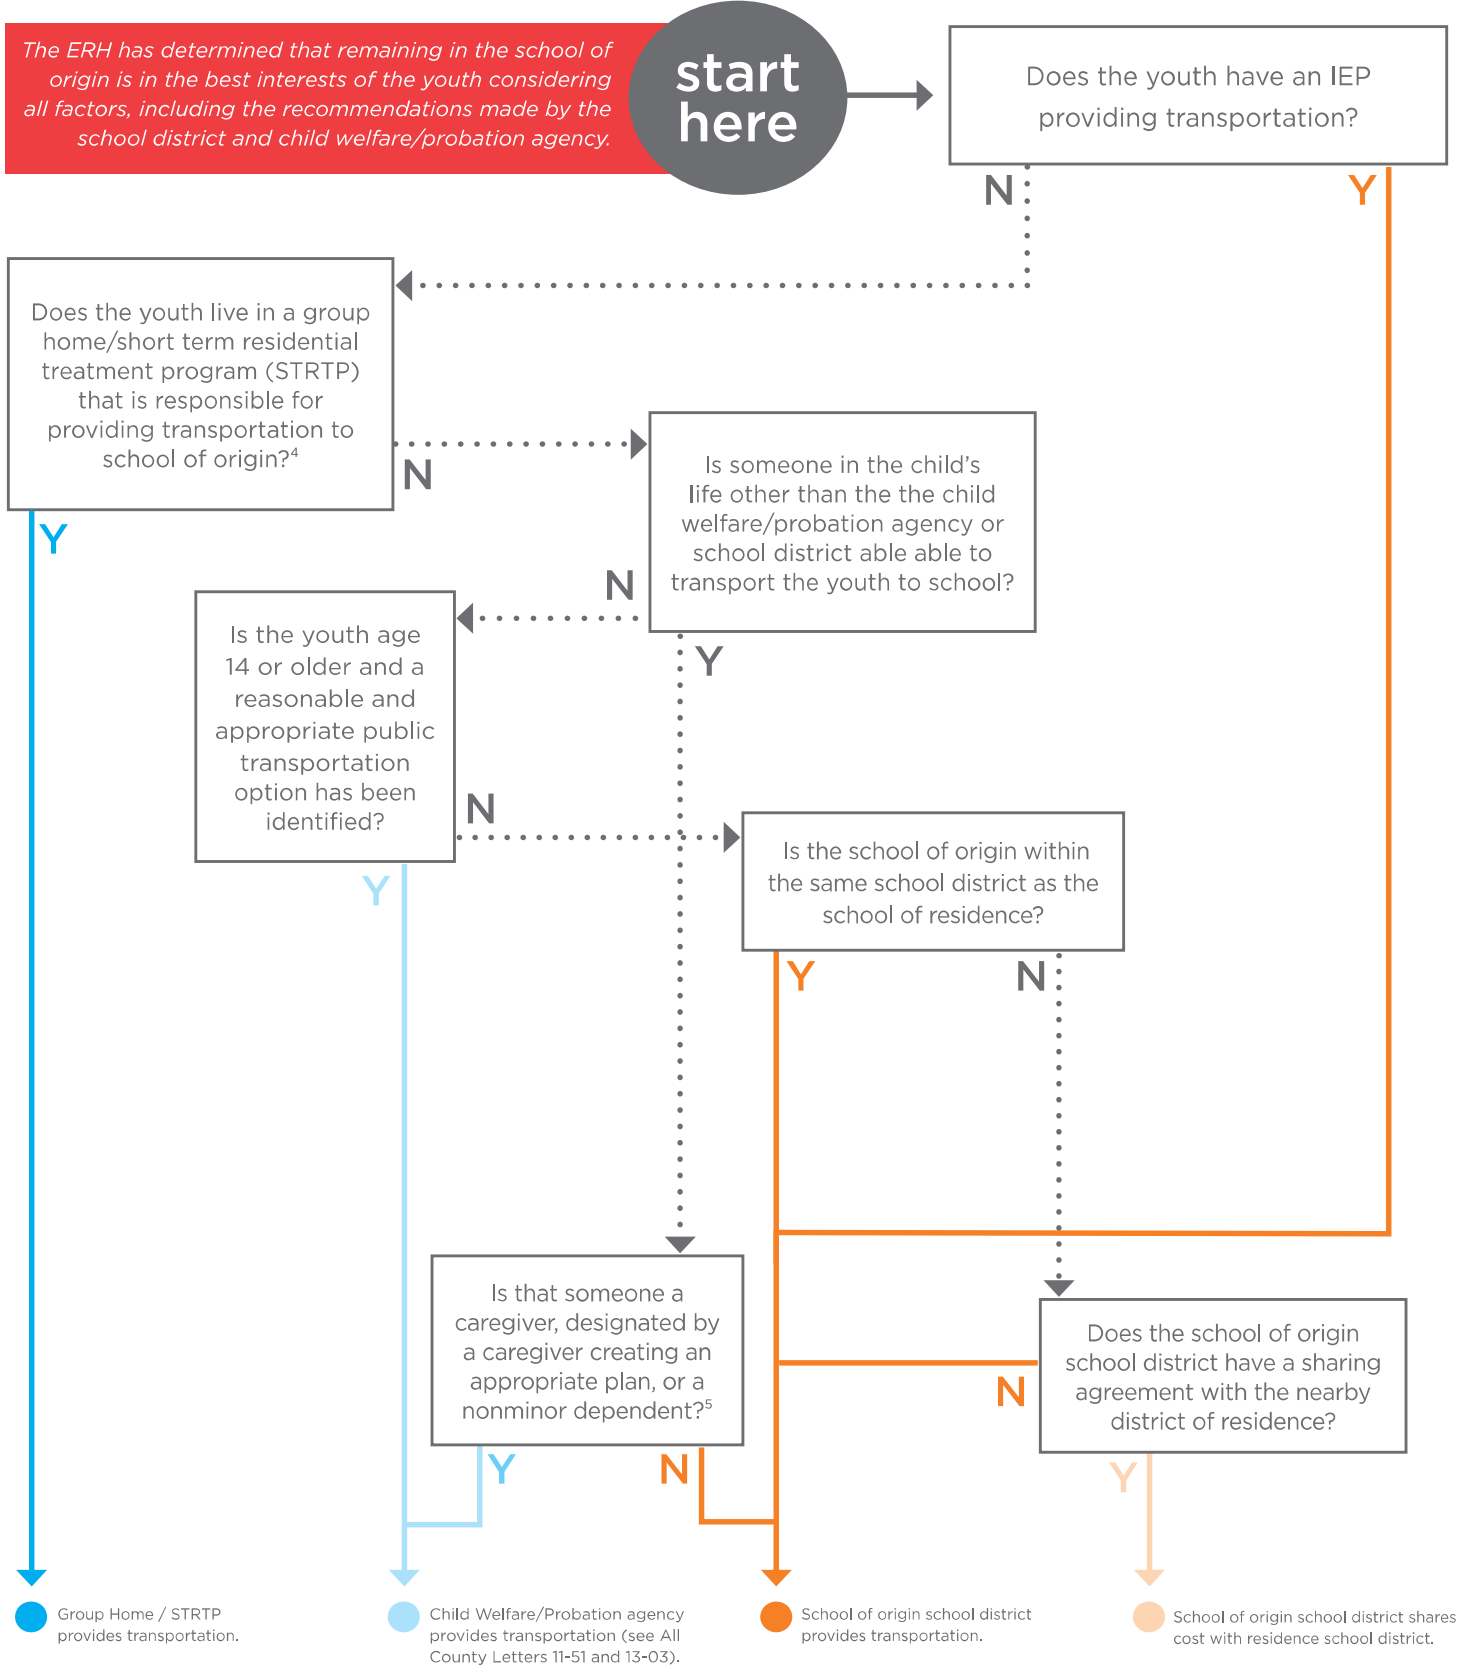 The ERH has determined that remaining in the school of
origin is in the best interests of the youth considering
all factors, including the recommendations made by the
school district and child welfare/probation agency.
start
here
Does the youth have an IEP
providing transportation?
N
Y
Does the youth live in a group
home/short term residential
treatment program (STRTP)
that is responsible for
providing transportation to
school of origin?⁴
N
Y
Is someone in the child's
life other than the the child
welfare/probation agency or
school district able able to
transport the youth to school?
N
Y
Is the youth age
14 or older and a
reasonable and
appropriate public
transportation
option has been
identified?
N
Y
Is the school of origin within
the same school district as the
school of residence?
Y
N
Is that someone a
caregiver, designated by
a caregiver creating an
appropriate plan, or a
nonminor dependent?⁵
Y
N
Does the school of origin
school district have a sharing
agreement with the nearby
district of residence?
N
Y
Group Home / STRTP
provides transportation.
Child Welfare/Probation agency
provides transportation (see All
County Letters 11-51 and 13-03).
School of origin school district
provides transportation.
School of origin school district shares
cost with residence school district.